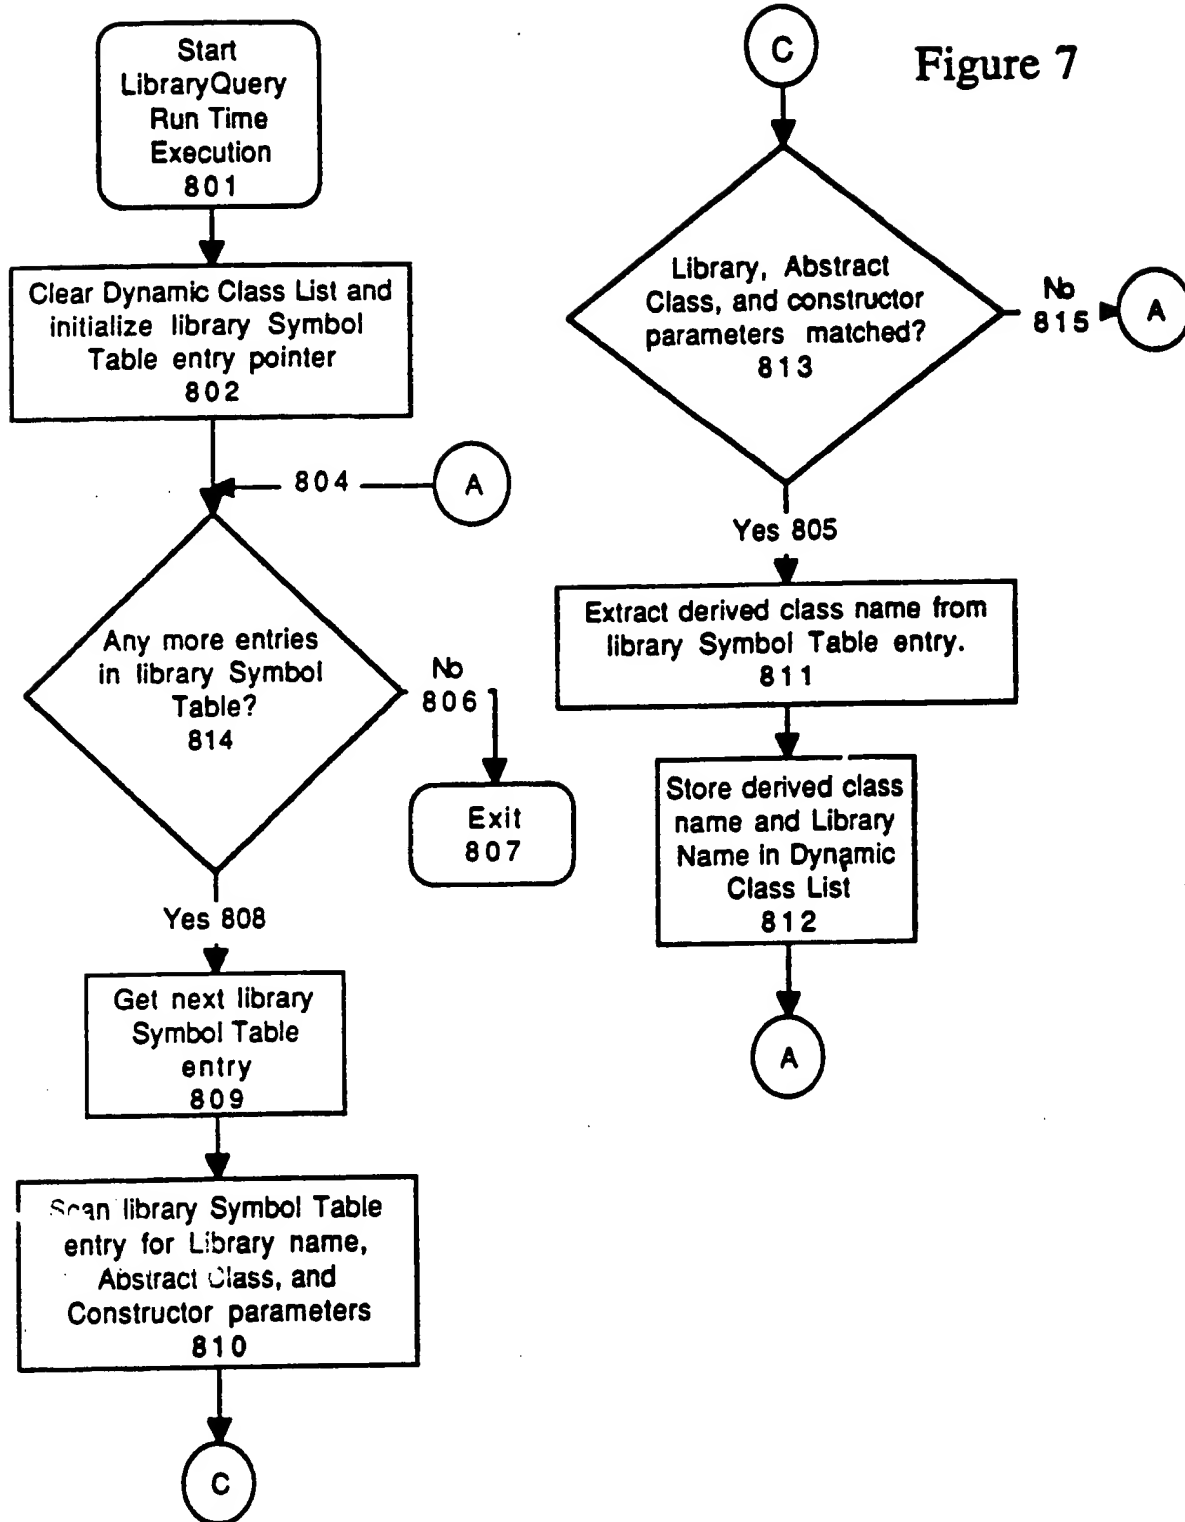 Figure 7
Start
LibraryQuery
Run Time
Execution
801
Clear Dynamic Class List and
initialize library Symbol
Table entry pointer
802
804
A
Any more entries
in library Symbol
Table?
814
No
806
Exit
807
Yes 808
Get next library
Symbol Table
entry
809
Scan library Symbol Table
entry for Library name,
Abstract Class, and
Constructor parameters
810
C
C
Library, Abstract
Class, and constructor
parameters matched?
813
No
815
A
Yes 805
Extract derived class name from
library Symbol Table entry.
811
Store derived class
name and Library
Name in Dynamic
Class List
812
A